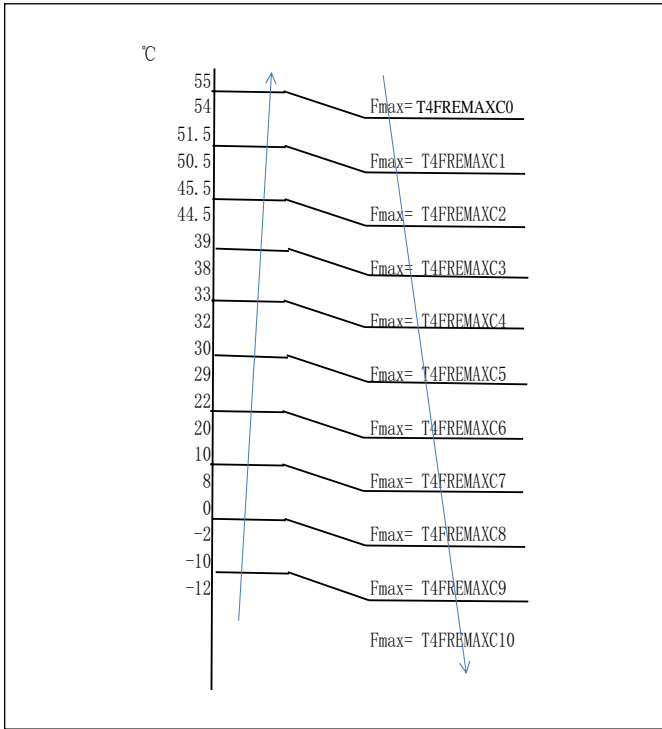 ℃
55
54 Fmax= T4FREMAXC0
51.5
50.5 Fmax= T4FREMAXC1
45.5
44.5 Fmax= T4FREMAXC2
39
38 Fmax= T4FREMAXC3
33
32 Fmax= T4FREMAXC4
30
29 Fmax= T4FREMAXC5
22
20 Fmax= T4FREMAXC6
10
8 Fmax= T4FREMAXC7
0
-2 Fmax= T4FREMAXC8
-10
-12 Fmax= T4FREMAXC9
Fmax= T4FREMAXC10